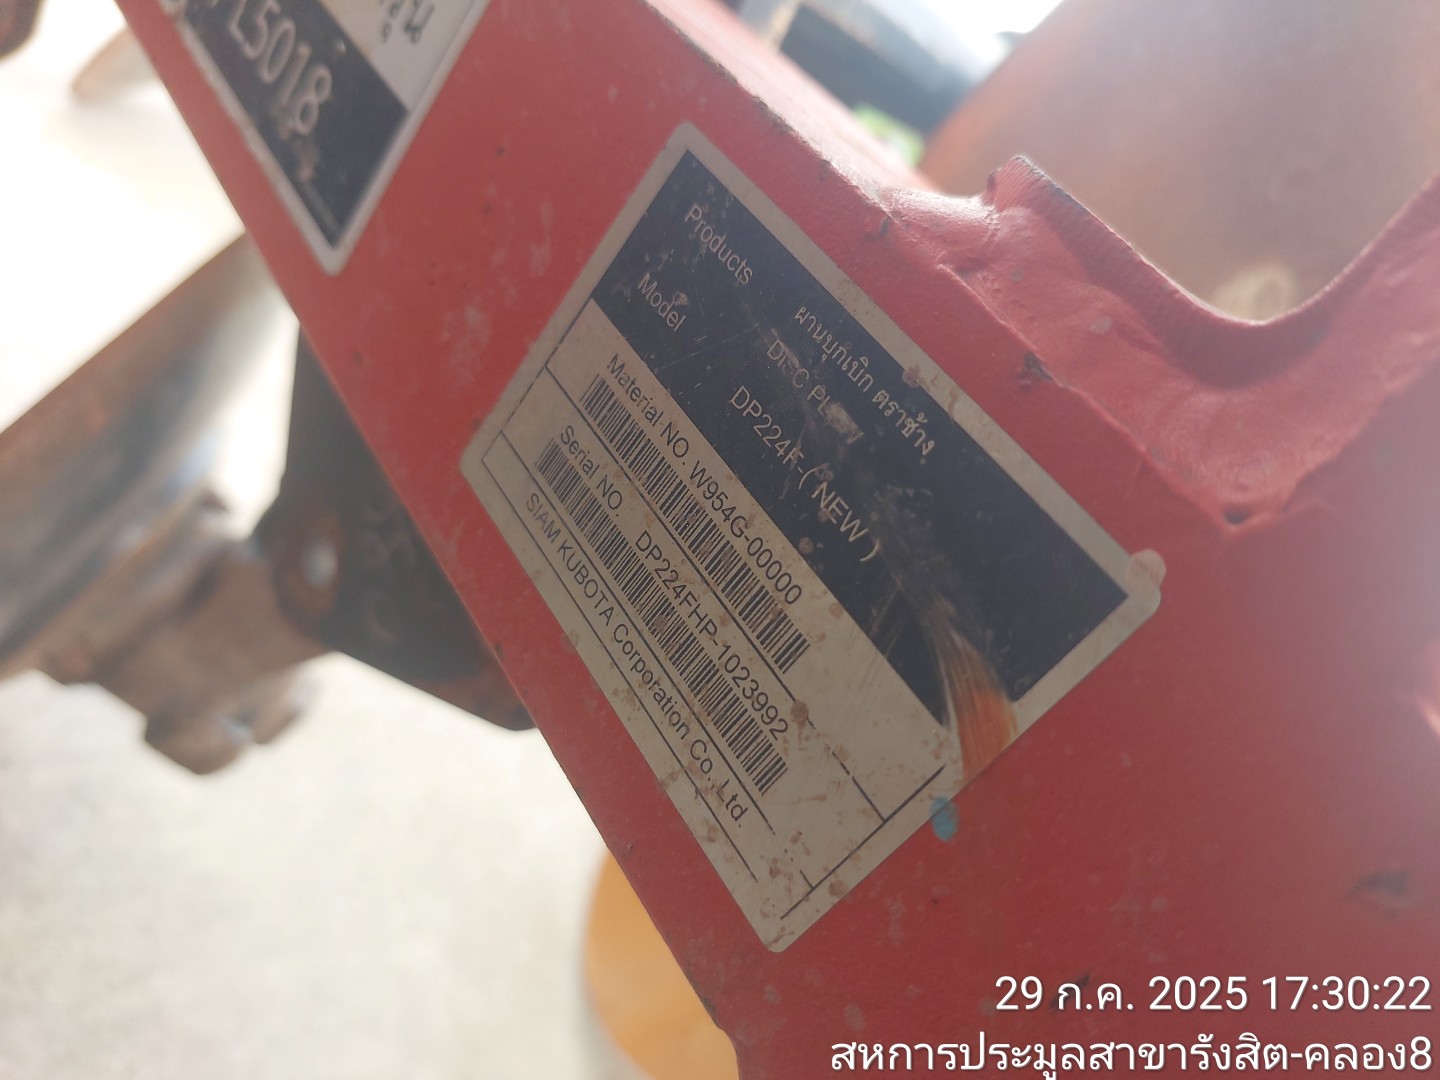 L5018
Products ผานบุกเบิก ตราช้าง
Model DP224F-( NEW )
Material NO. W954G-00000
Serial NO. DP224FHP-1023992
SIAM KUBOTA Corporation Co.,Ltd.
29 ก.ค. 2025 17:30:22
สหการประมูลสาขารังสิต-คลอง8